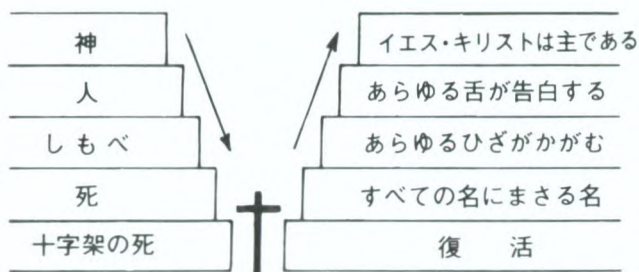 神
人
しもべ
死
十字架の死
イエス・キリストは主である
あらゆる舌が告白する
あらゆるひざがかがむ
すべての名にまさる名
復活